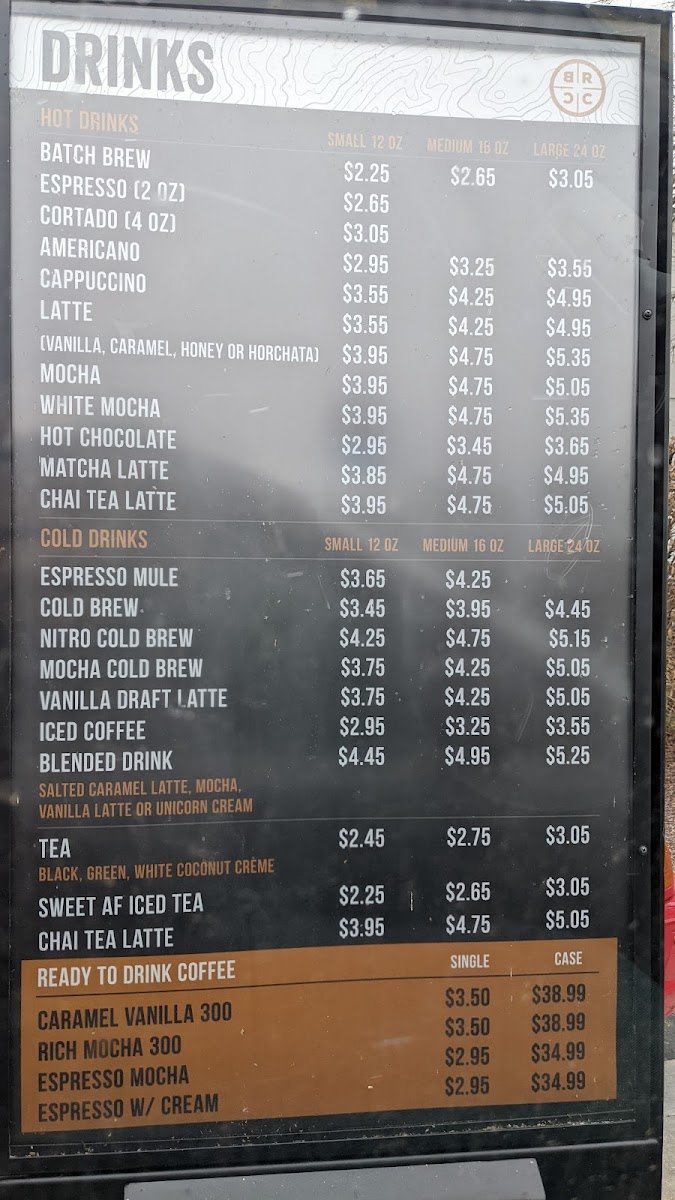 DRINKS
BRCC
HOT DRINKS SMALL 12 OZ MEDIUM 16 OZ LARGE 24 OZ
BATCH BREW $2.25 $2.65 $3.05
ESPRESSO (2 OZ) $2.65
CORTADO (4 OZ) $3.05
AMERICANO $2.95 $3.25 $3.55
CAPPUCCINO $3.55 $4.25 $4.95
LATTE $3.55 $4.25 $4.95
(VANILLA, CARAMEL, HONEY OR HORCHATA) $3.95 $4.75 $5.35
MOCHA $3.95 $4.75 $5.05
WHITE MOCHA $3.95 $4.75 $5.35
HOT CHOCOLATE $2.95 $3.45 $3.65
MATCHA LATTE $3.85 $4.75 $4.95
CHAI TEA LATTE $3.95 $4.75 $5.05
COLD DRINKS SMALL 12 OZ MEDIUM 16 OZ LARGE 24 OZ
ESPRESSO MULE $3.65 $4.25
COLD BREW $3.45 $3.95 $4.45
NITRO COLD BREW $4.25 $4.75 $5.15
MOCHA COLD BREW $3.75 $4.25 $5.05
VANILLA DRAFT LATTE $3.75 $4.25 $5.05
ICED COFFEE $2.95 $3.25 $3.55
BLENDED DRINK $4.45 $4.95 $5.25
SALTED CARAMEL LATTE, MOCHA,
VANILLA LATTE OR UNICORN CREAM
TEA $2.45 $2.75 $3.05
BLACK, GREEN, WHITE COCONUT CRÈME
SWEET AF ICED TEA $2.25 $2.65 $3.05
CHAI TEA LATTE $3.95 $4.75 $5.05
READY TO DRINK COFFEE SINGLE CASE
CARAMEL VANILLA 300 $3.50 $38.99
RICH MOCHA 300 $3.50 $38.99
ESPRESSO MOCHA $2.95 $34.99
ESPRESSO W/ CREAM $2.95 $34.99